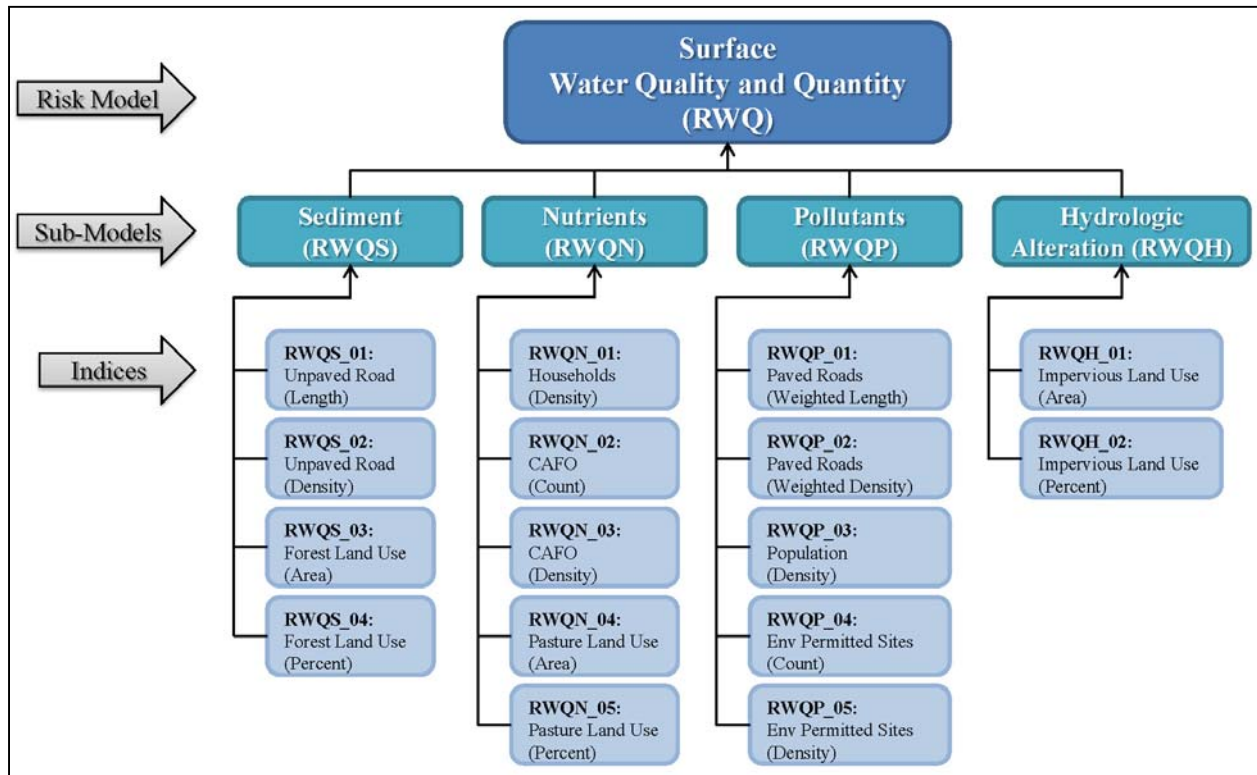 Surface
Water Quality and Quantity
(RWQ)
Risk Model
Sub-Models
Sediment
(RWQS)
Nutrients
(RWQN)
Pollutants
(RWQP)
Hydrologic
Alteration (RWQH)
Indices
RWQS_01:
Unpaved Road
(Length)
RWQS_02:
Unpaved Road
(Density)
RWQS_03:
Forest Land Use
(Area)
RWQS_04:
Forest Land Use
(Percent)
RWQN_01:
Households
(Density)
RWQN_02:
CAFO
(Count)
RWQN_03:
CAFO
(Density)
RWQN_04:
Pasture Land Use
(Area)
RWQN_05:
Pasture Land Use
(Percent)
RWQP_01:
Paved Roads
(Weighted Length)
RWQP_02:
Paved Roads
(Weighted Density)
RWQP_03:
Population
(Density)
RWQP_04:
Env Permitted Sites
(Count)
RWQP_05:
Env Permitted Sites
(Density)
RWQH_01:
Impervious Land Use
(Area)
RWQH_02:
Impervious Land Use
(Percent)